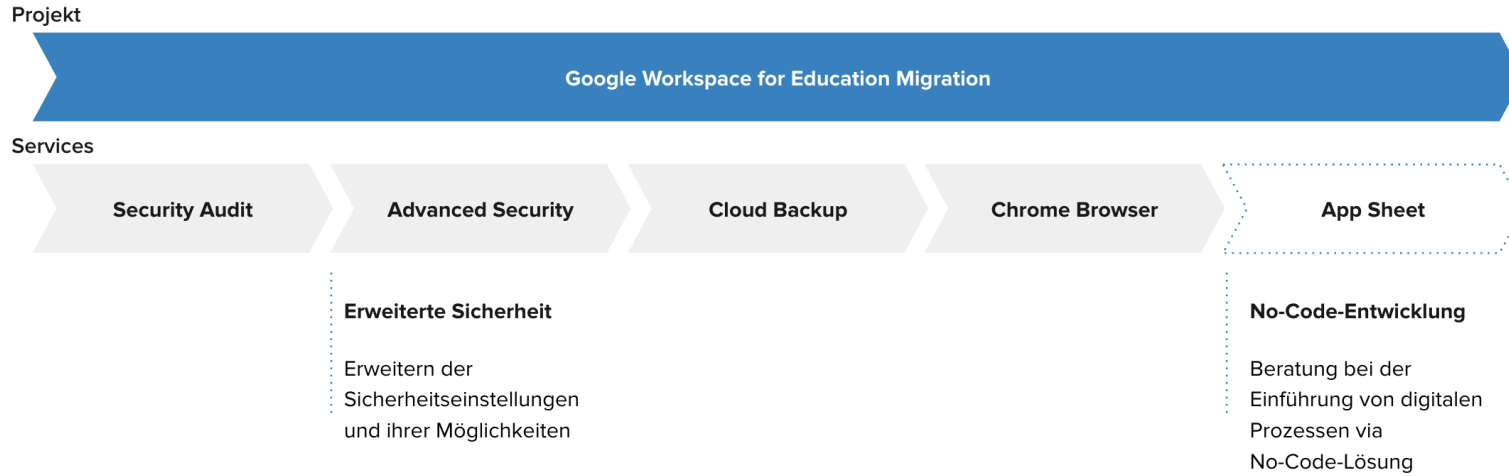 Projekt
Google Workspace for Education Migration
Services
Security Audit
Advanced Security
Cloud Backup
Chrome Browser
App Sheet
Erweiterte Sicherheit
Erweitern der
Sicherheitseinstellungen
und ihrer Möglichkeiten
No-Code-Entwicklung
Beratung bei der
Einführung von digitalen
Prozessen via
No-Code-Lösung